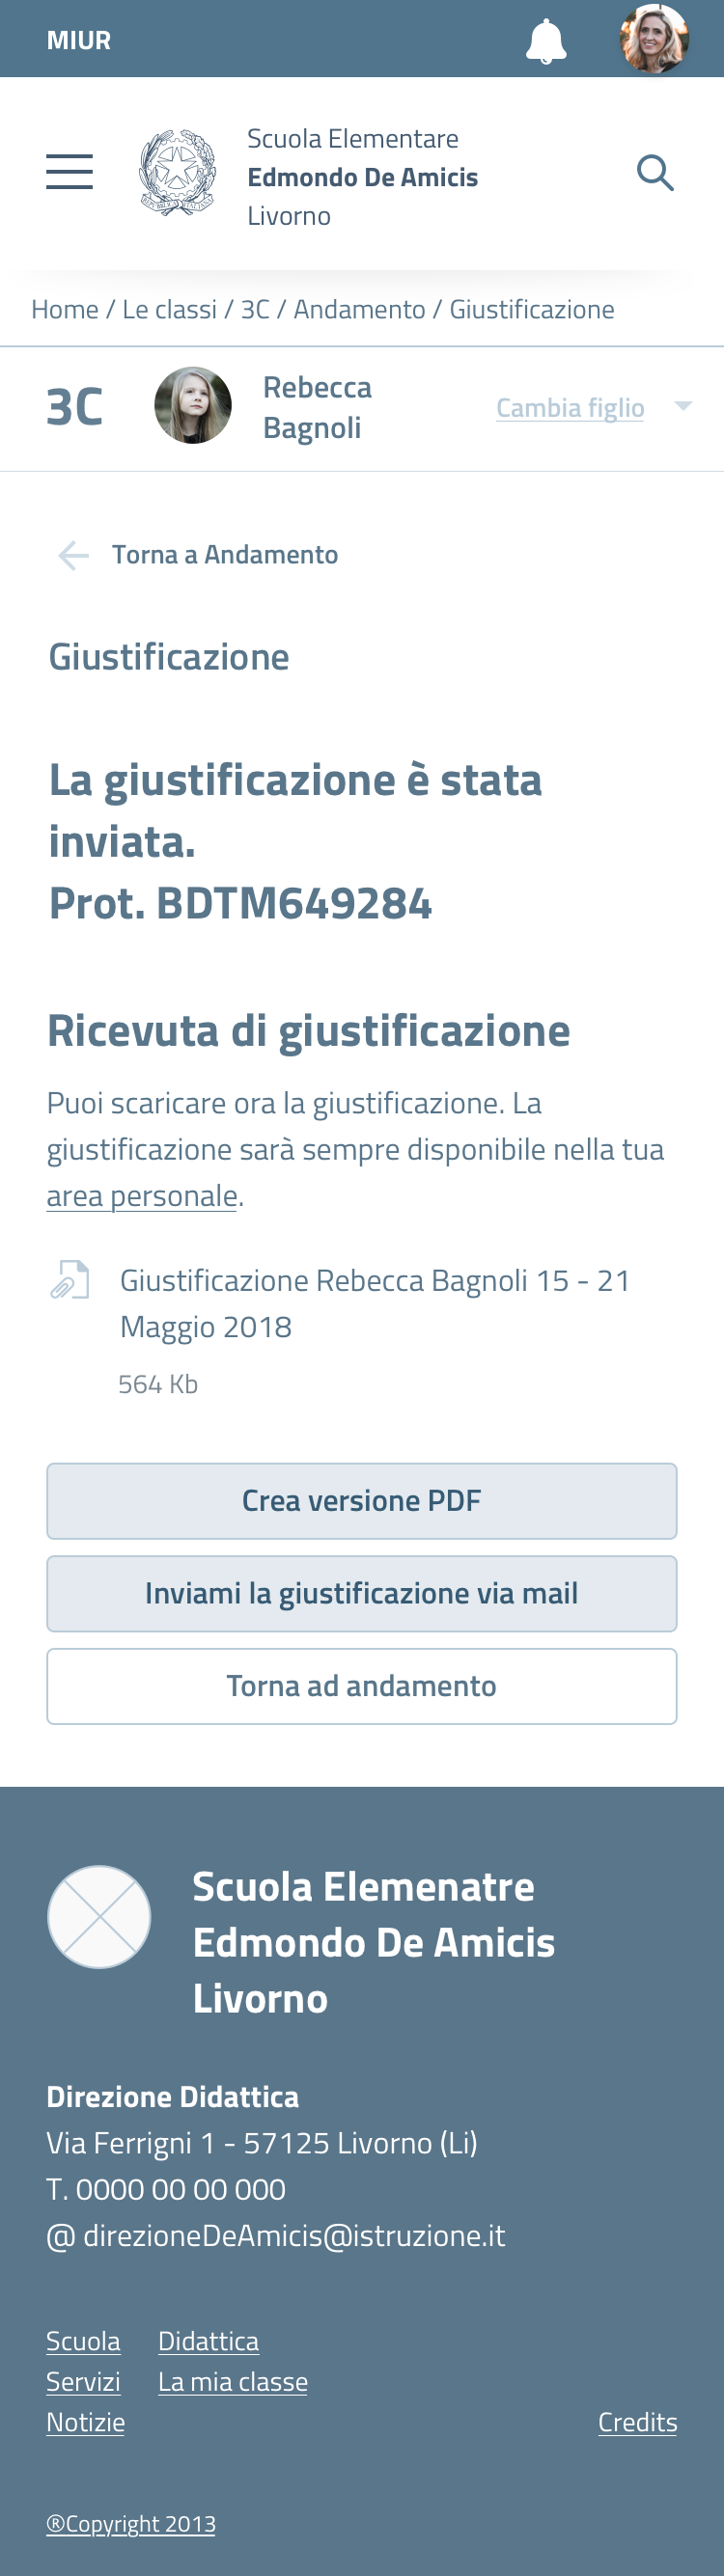 MIUR
Scuola Elementare
Edmondo De Amicis
Livorno
Home / Le classi / 3C / Andamento / Giustificazione
3C
Rebecca
Bagnoli
Cambia figlio
Torna a Andamento
Giustificazione
La giustificazione è stata
inviata.
Prot. BDTM649284
Ricevuta di giustificazione
Puoi scaricare ora la giustificazione. La
giustificazione sarà sempre disponibile nella tua
area personale.
Giustificazione Rebecca Bagnoli 15 - 21
Maggio 2018
564 Kb
Crea versione PDF
Inviami la giustificazione via mail
Torna ad andamento
Scuola Elemenatre
Edmondo De Amicis
Livorno
Direzione Didattica
Via Ferrigni 1 - 57125 Livorno (Li)
T. 0000 00 00 000
@ direzioneDeAmicis@istruzione.it
Scuola Didattica
Servizi La mia classe
Notizie Credits
®Copyright 2013